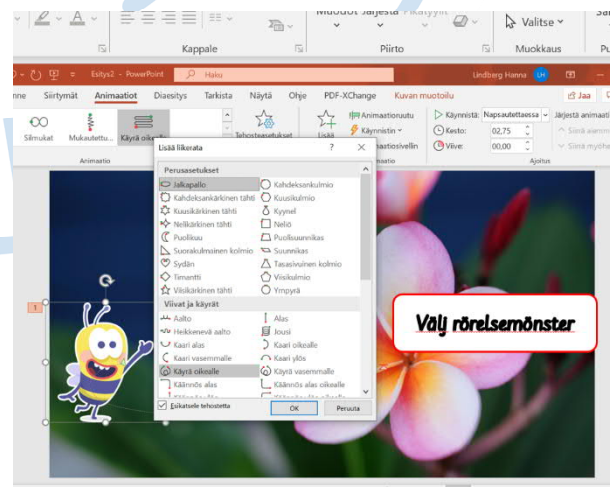 Muodot Järjestä Pikatyylit
Valitse
Kappale Piirto Muokkaus
Esitys2 - PowerPoint Haku Lindberg Hanna LH
Siirtymät Animaatiot Diaesitys Tarkista Näytä Ohje PDF-XChange Kuvan muotoilu Jaa
Silmukat Mukautettu... Käyrä oikealle
Tehosteasetukset Lisää
Animaatioruutu
Käynnistin
Käynnistä: Napsautettaessa
Kesto: 02,75
Viive: 00,00
Järjestä animaati
Siirrä
Siirrä
Animaatio Ajoitus
Lisää liikerata ? ×
Perusasetukset
Jalkapallo Kahdeksankulmio
Kahdeksankärkinen tähti Kuusikulmio
Kuusikärkinen tähti Kyynel
Nelikärkinen tähti Neliö
Puolikuu Puolisuunnikas
Suorakulmainen kolmio Suunnikas
Sydän Tasasivuinen kolmio
Timantti Viisikulmio
Viisikärkinen tähti Ympyrä
Viivat ja käyrät
Aalto Alas
Heikkenevä aalto Jousi
Kaari alas Kaari oikealle
Kaari vasemmalle Kaari ylös
Käyrä oikealle Käyrä vasemmalle
Käännös alas Käännös alas oikealle
Esikatsele tehostetta OK Peruuta
1
Välj rörelsemönster